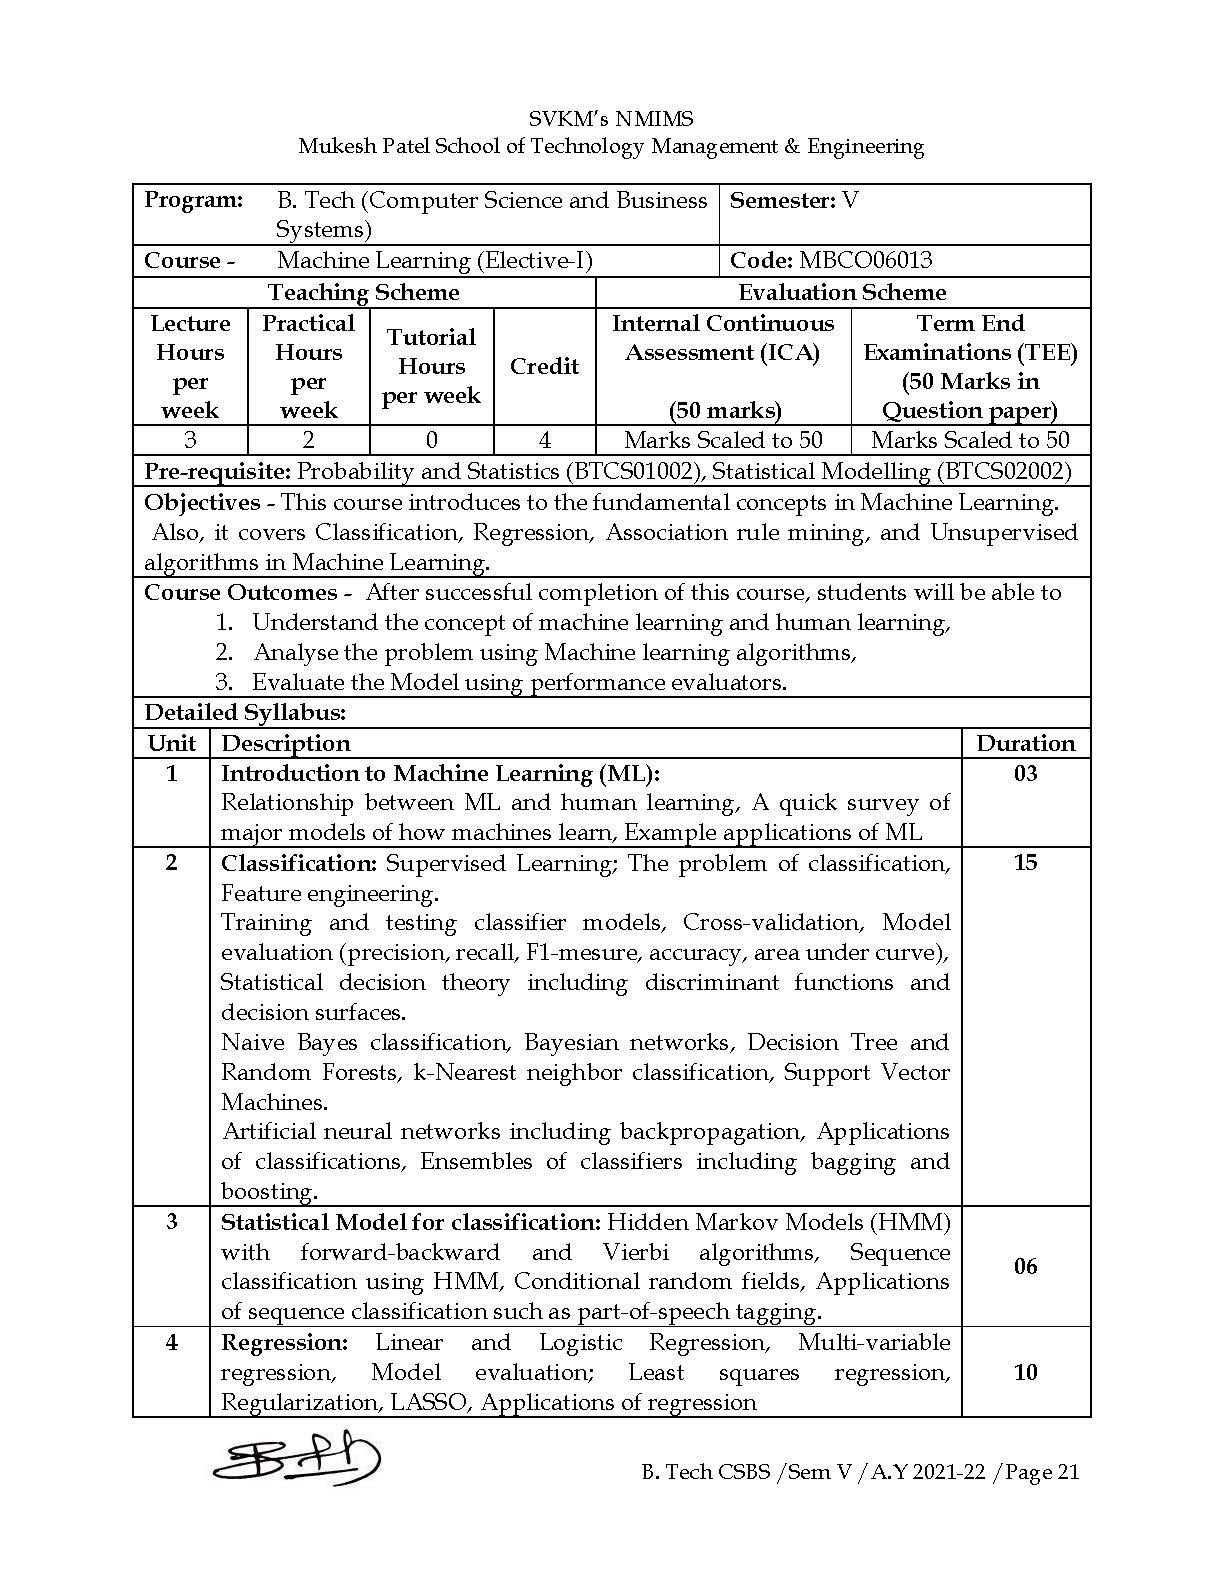 SVKM's NMIMS
Mukesh Patel School of Technology Management & Engineering
Program: B. Tech (Computer Science and Business Systems) Semester: V
Course - Machine Learning (Elective-I) Code: MBCO06013
Teaching Scheme Evaluation Scheme
Lecture Hours per week Practical Hours per week Tutorial Hours per week Credit Internal Continuous Assessment (ICA) (50 marks) Term End Examinations (TEE) (50 Marks in Question paper)
3 2 0 4 Marks Scaled to 50 Marks Scaled to 50
Pre-requisite: Probability and Statistics (BTCS01002), Statistical Modelling (BTCS02002)
Objectives - This course introduces to the fundamental concepts in Machine Learning.
Also, it covers Classification, Regression, Association rule mining, and Unsupervised
algorithms in Machine Learning.
Course Outcomes - After successful completion of this course, students will be able to
1. Understand the concept of machine learning and human learning,
2. Analyse the problem using Machine learning algorithms,
3. Evaluate the Model using performance evaluators.
Detailed Syllabus:
Unit Description Duration
1 Introduction to Machine Learning (ML): 03
Relationship between ML and human learning, A quick survey of
major models of how machines learn, Example applications of ML
2 Classification: Supervised Learning; The problem of classification, 15
Feature engineering.
Training and testing classifier models, Cross-validation, Model
evaluation (precision, recall, F1-mesure, accuracy, area under curve),
Statistical decision theory including discriminant functions and
decision surfaces.
Naive Bayes classification, Bayesian networks, Decision Tree and
Random Forests, k-Nearest neighbor classification, Support Vector
Machines.
Artificial neural networks including backpropagation, Applications
of classifications, Ensembles of classifiers including bagging and
boosting.
3 Statistical Model for classification: Hidden Markov Models (HMM)
with forward-backward and Vierbi algorithms, Sequence
classification using HMM, Conditional random fields, Applications 06
of sequence classification such as part-of-speech tagging.
4 Regression: Linear and Logistic Regression, Multi-variable
regression, Model evaluation; Least squares regression, 10
Regularization, LASSO, Applications of regression
B. Tech CSBS /Sem V /A.Y 2021-22 /Page 21